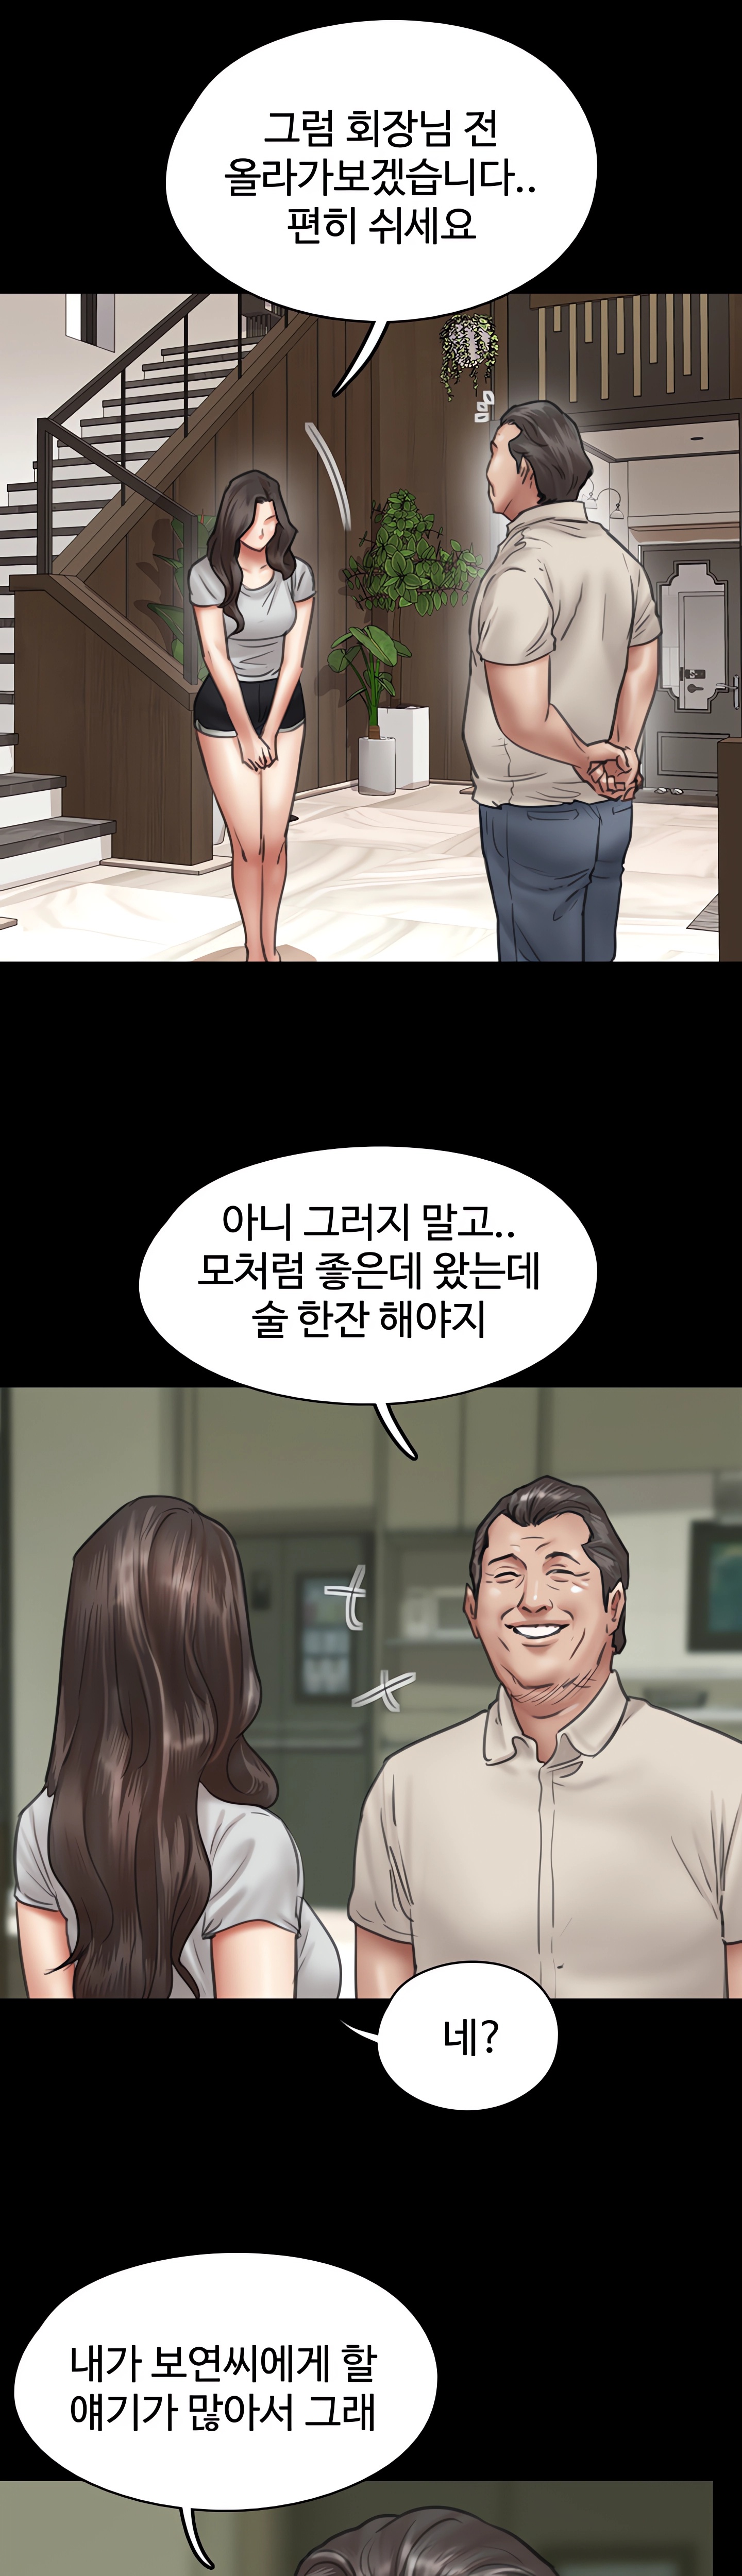 그럼 회장님 전
올라가보겠습니다..
편히 쉬세요
아니 그러지 말고..
모처럼 좋은데 왔는데
술 한잔 해야지
네?
내가 보연씨에게 할
얘기가 많아서 그래